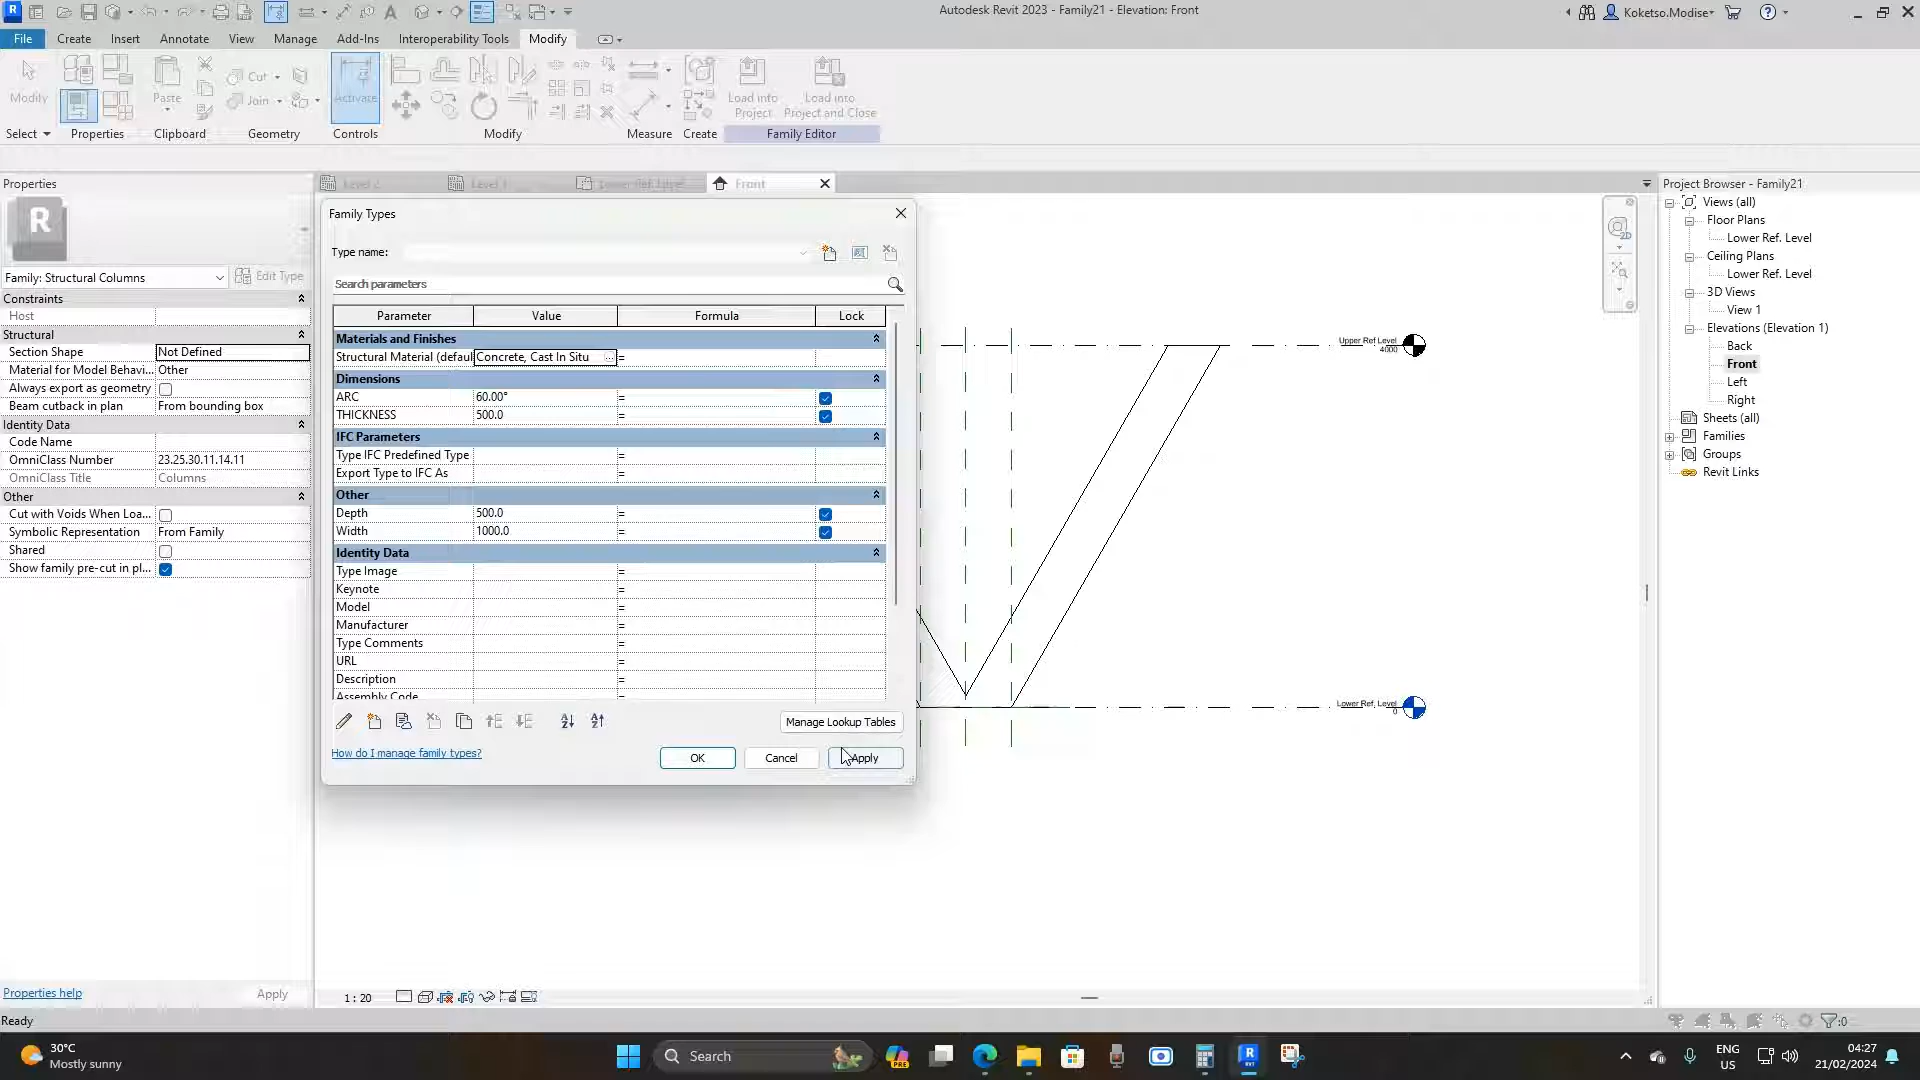 Autodesk Revit 2023 - Family21 - Elevation: Front
Koketso.Modise
File Create Insert Annotate View Manage Add-Ins Interoperability Tools Modify
Modify
Paste
Cut
Join
Activate
Load into Project
Load into Project and Close
Select Properties Clipboard Geometry Controls Modify Measure Create Family Editor
Properties
Family: Structural Columns Edit Type
Constraints
Host
Structural
Section Shape Not Defined
Material for Model Behavi... Other
Always export as geometry
Beam cutback in plan From bounding box
Identity Data
Code Name
OmniClass Number 23.25.30.11.14.11
OmniClass Title Columns
Other
Cut with Voids When Loa...
Symbolic Representation From Family
Shared
Show family pre-cut in pl...
Properties help Apply
Level 2 Level 1 Lower Ref. Level Front
Family Types
Type name:
Search parameters
Parameter Value Formula Lock
Materials and Finishes
Structural Material (defaul Concrete, Cast In Situ ... =
Dimensions
ARC 60.00° =
THICKNESS 500.0 =
IFC Parameters
Type IFC Predefined Type =
Export Type to IFC As =
Other
Depth 500.0 =
Width 1000.0 =
Identity Data
Type Image =
Keynote =
Model =
Manufacturer =
Type Comments =
URL =
Description =
Assembly Code =
Manage Lookup Tables
How do I manage family types?
OK Cancel Apply
Upper Ref Level
4000
Lower Ref. Level
0
2D
Project Browser - Family21
Views (all)
Floor Plans
Lower Ref. Level
Ceiling Plans
Lower Ref. Level
3D Views
View 1
Elevations (Elevation 1)
Back
Front
Left
Right
Sheets (all)
Families
Groups
Revit Links
1 : 20
Ready
:0
30°C
Mostly sunny
Search
PRE
ENG
US
04:27
21/02/2024